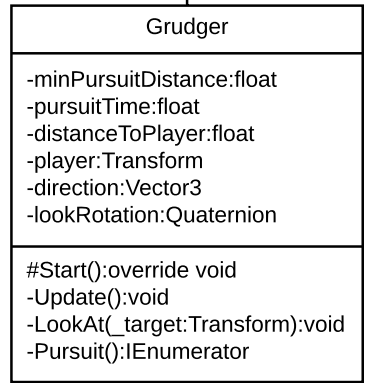 Grudger
-minPursuitDistance:float
-pursuitTime:float
-distanceToPlayer:float
-player:Transform
-direction:Vector3
-lookRotation:Quaternion
#Start():override void
-Update():void
-LookAt(_target:Transform):void
-Pursuit():IEnumerator